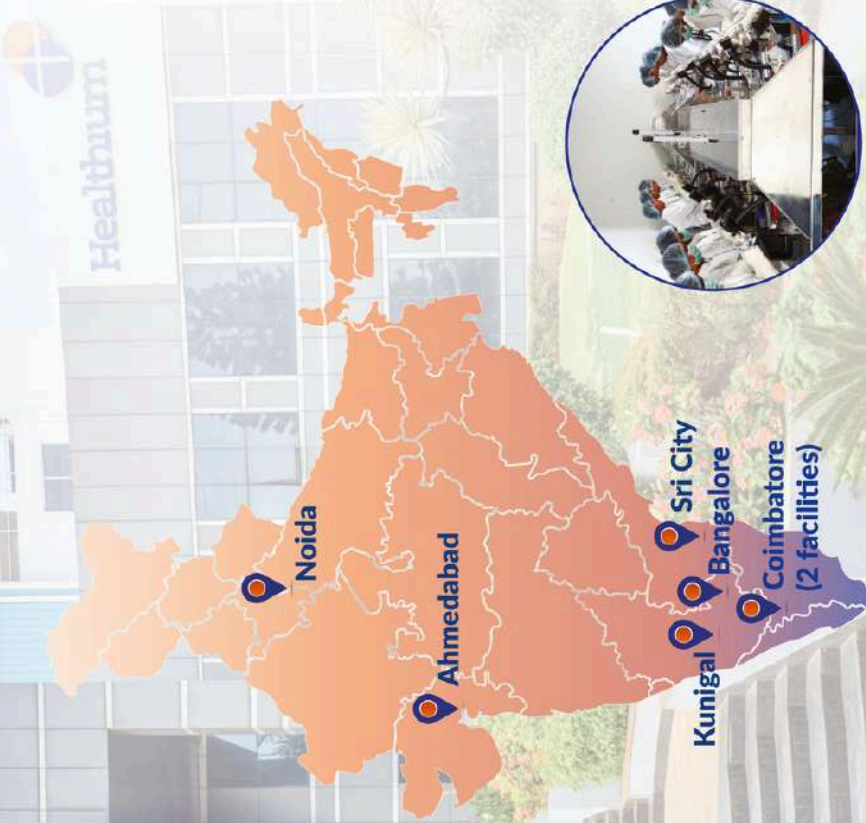 Healthium
Noida
Ahmedabad
Sri City
Bangalore
Kunigal
Coimbatore
(2 facilities)